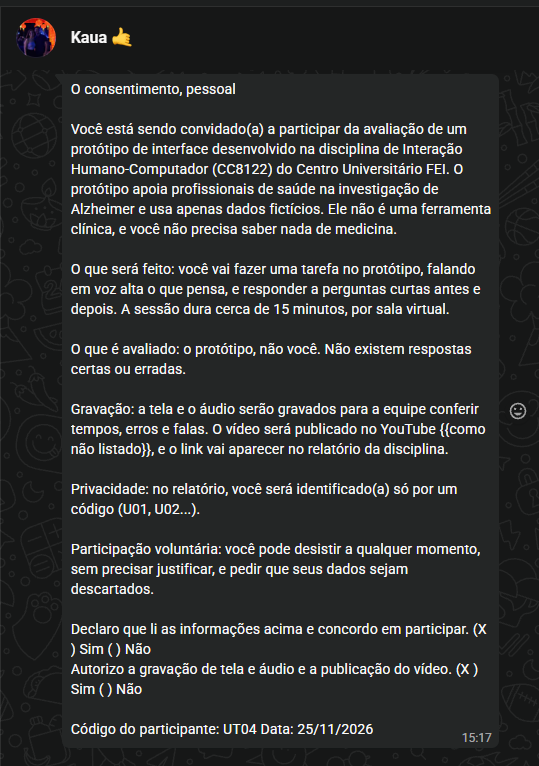 Kaua 🤙
O consentimento, pessoal
Você está sendo convidado(a) a participar da avaliação de um
protótipo de interface desenvolvido na disciplina de Interação
Humano-Computador (CC8122) do Centro Universitário FEI. O
protótipo apoia profissionais de saúde na investigação de
Alzheimer e usa apenas dados fictícios. Ele não é uma ferramenta
clínica, e você não precisa saber nada de medicina.
O que será feito: você vai fazer uma tarefa no protótipo, falando
em voz alta o que pensa, e responder a perguntas curtas antes e
depois. A sessão dura cerca de 15 minutos, por sala virtual.
O que é avaliado: o protótipo, não você. Não existem respostas
certas ou erradas.
Gravação: a tela e o áudio serão gravados para a equipe conferir
tempos, erros e falas. O vídeo será publicado no YouTube {{como
não listado}}, e o link vai aparecer no relatório da disciplina.
Privacidade: no relatório, você será identificado(a) só por um
código (U01, U02...).
Participação voluntária: você pode desistir a qualquer momento,
sem precisar justificar, e pedir que seus dados sejam
descartados.
Declaro que li as informações acima e concordo em participar. (X
) Sim ( ) Não
Autorizo a gravação de tela e áudio e a publicação do vídeo. (X )
Sim ( ) Não
Código do participante: UT04 Data: 25/11/2026
15:17